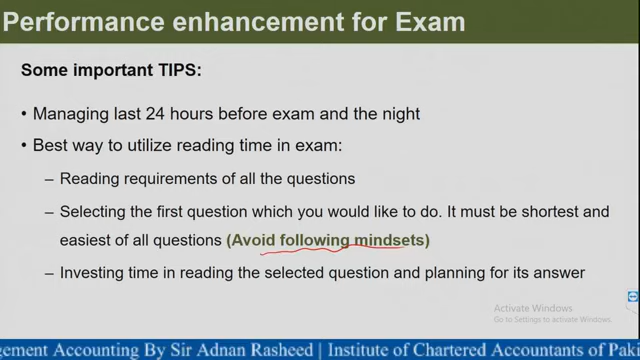 Performance enhancement for Exam
Some important TIPS:
• Managing last 24 hours before exam and the night
• Best way to utilize reading time in exam:
– Reading requirements of all the questions
– Selecting the first question which you would like to do. It must be shortest and
easiest of all questions (Avoid following mindsets)
– Investing time in reading the selected question and planning for its answer
Activate Windows
Go to Settings to activate Windows.
gement Accounting By Sir Adnan Rasheed | Institute of Chartered Accountants of Paki